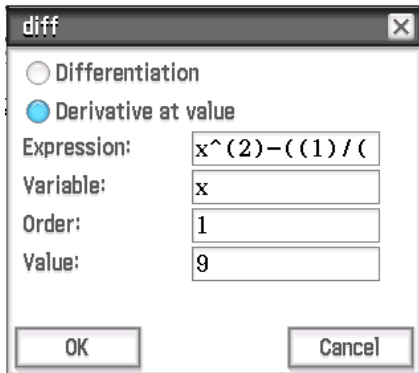 diff
Differentiation
Derivative at value
Expression: x^(2)-((1)/(
Variable: x
Order: 1
Value: 9
OK Cancel